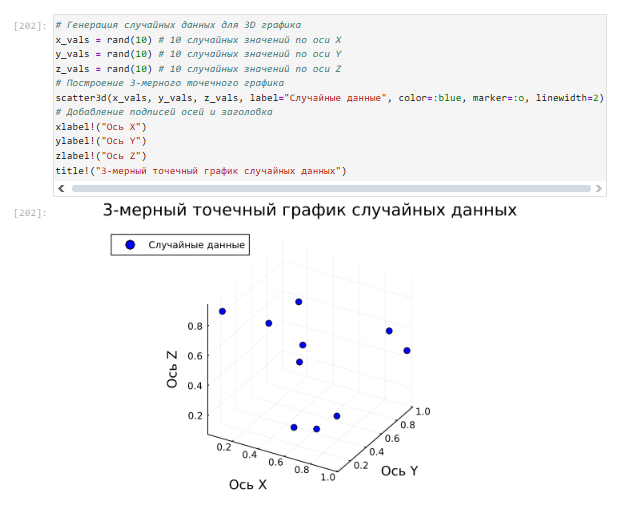 [202]:
# Генерация случайных данных для 3D графика
x_vals = rand(10) # 10 случайных значений по оси X
y_vals = rand(10) # 10 случайных значений по оси Y
z_vals = rand(10) # 10 случайных значений по оси Z
# Построение 3-мерного точечного графика
scatter3d(x_vals, y_vals, z_vals, label="Случайные данные", color=:blue, marker=:o, linewidth=2)
# Добавление подписей осей и заголовка
xlabel!("Ось X")
ylabel!("Ось Y")
zlabel!("Ось Z")
title!("3-мерный точечный график случайных данных")
[202]:
3-мерный точечный график случайных данных
Случайные данные
Ось Z
0.8
0.6
0.4
0.2
0.2
0.4
0.6
0.8
1.0
Ось X
0.2
0.4
0.6
0.8
1.0
Ось Y